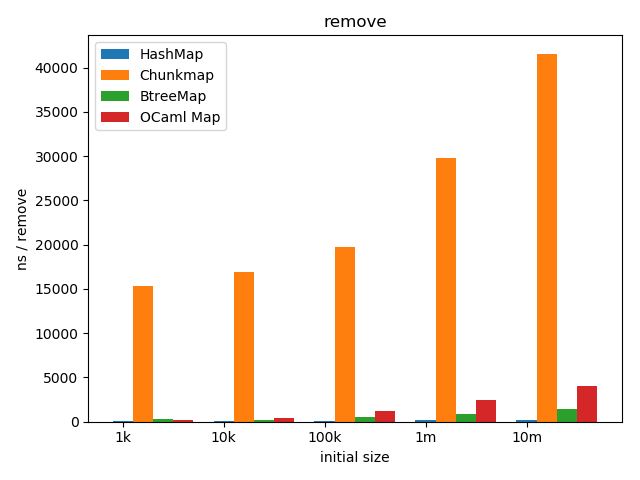 remove
HashMap
Chunkmap
BtreeMap
OCaml Map
40000
35000
30000
25000
20000
15000
10000
5000
0
ns / remove
1k 10k 100k 1m 10m
initial size